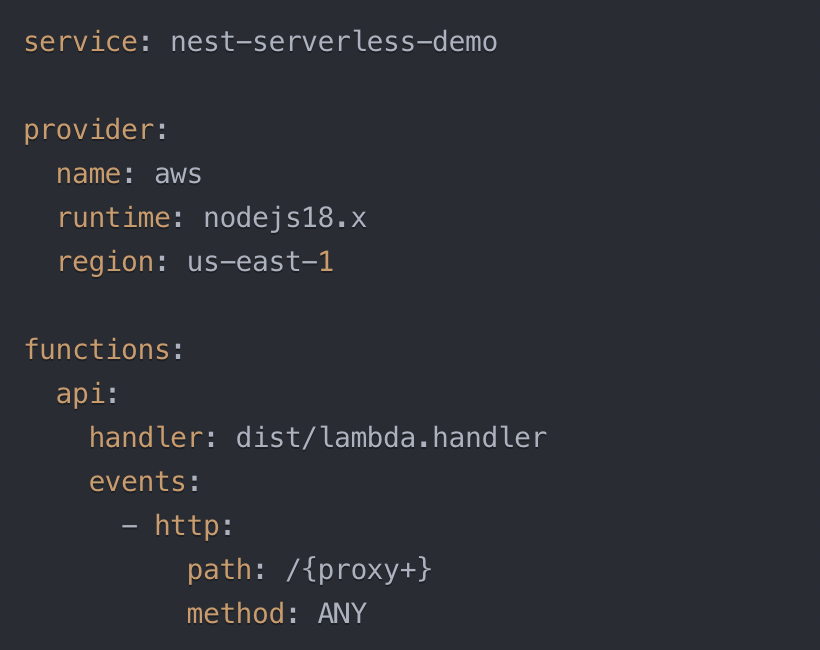 service: nest-serverless-demo
provider:
  name: aws
  runtime: nodejs18.x
  region: us-east-1
functions:
  api:
    handler: dist/lambda.handler
    events:
      - http:
          path: /{proxy+}
          method: ANY